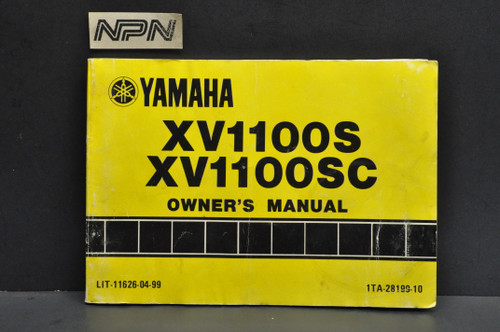 NPN
YAMAHA
XV1100S
XV1100SC
OWNER'S MANUAL
LIT-11626-04-99
1TA-28199-10